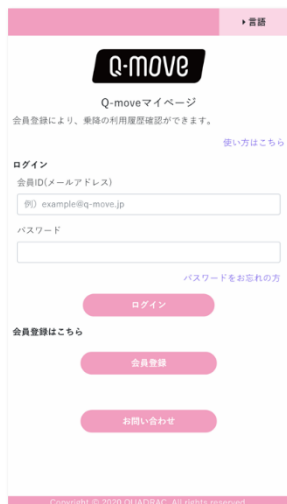 ▶言語
Q-move
Q-moveマイページ
会員登録により、乗降の利用履歴確認ができます。
使い方はこちら
ログイン
会員ID(メールアドレス)
例）example@q-move.jp
パスワード
パスワードをお忘れの方
ログイン
会員登録はこちら
会員登録
お問い合わせ
Copyright © 2020 QUADRAC. All rights reserved.